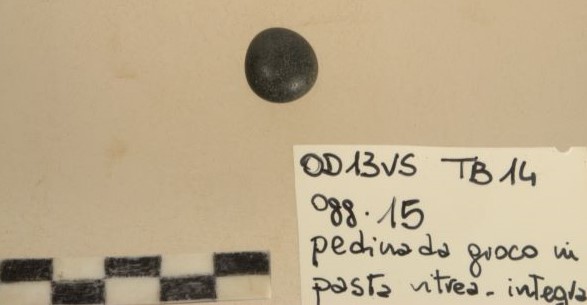 OD13VS TB14
Ogg. 15
pedina da gioco in
pasta vitrea - integra